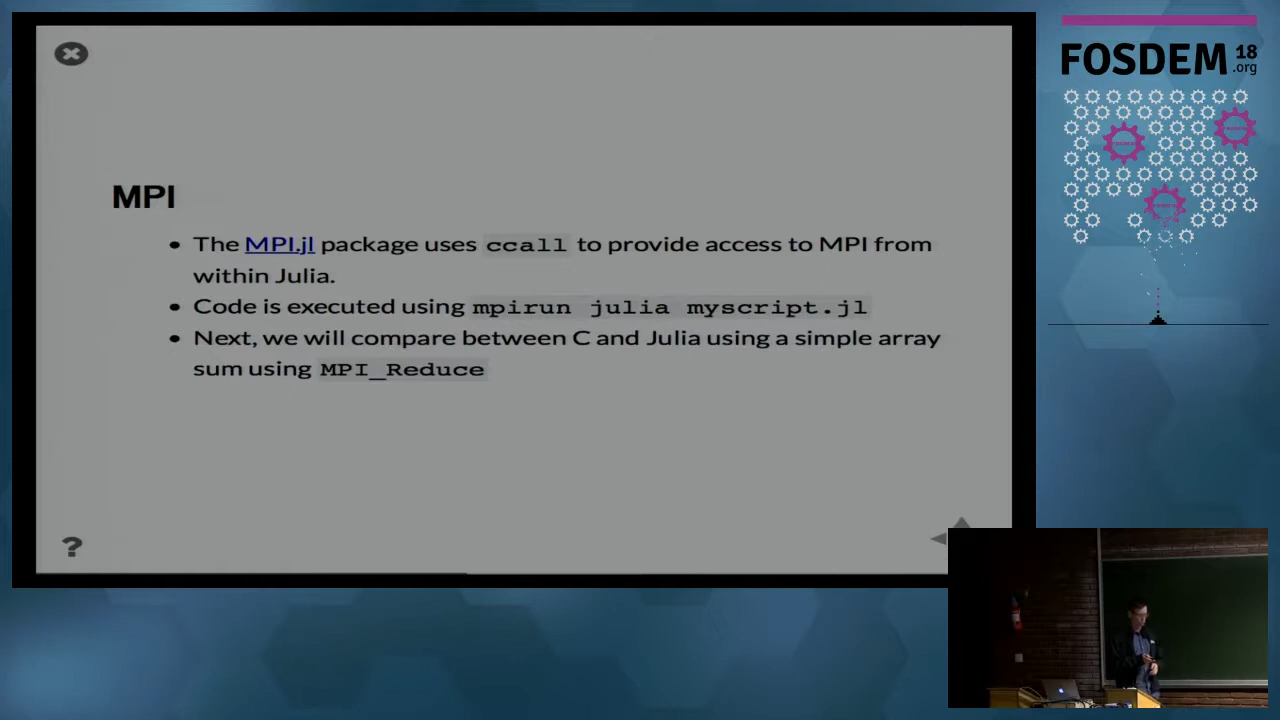 FOSDEM 18
.org
MPI
• The MPI.jl package uses ccall to provide access to MPI from
within Julia.
• Code is executed using mpirun julia myscript.jl
• Next, we will compare between C and Julia using a simple array
sum using MPI_Reduce
?